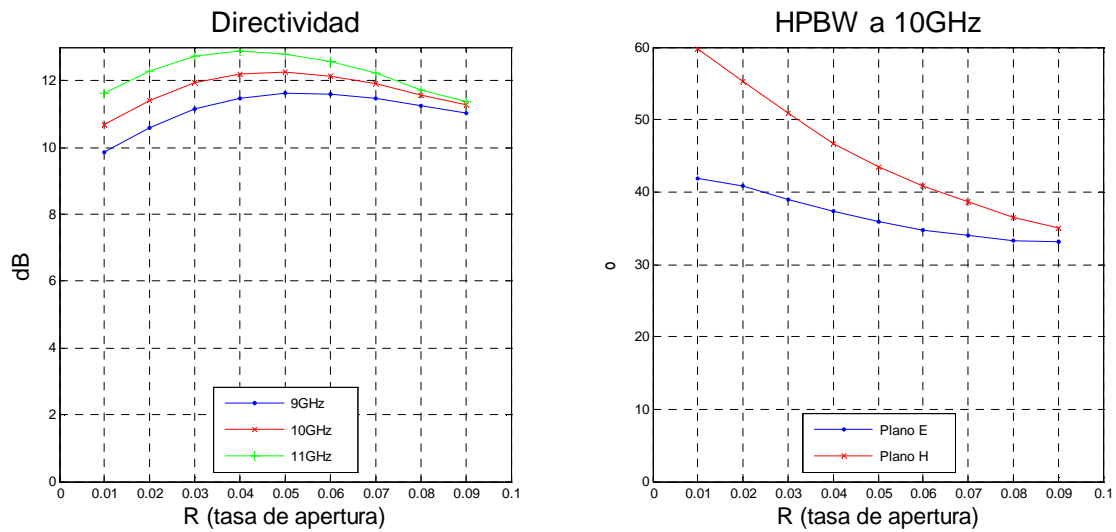 Directividad
12
10
8
6
4
2
0
dB
9GHz
10GHz
11GHz
0 0.01 0.02 0.03 0.04 0.05 0.06 0.07 0.08 0.09 0.1
R (tasa de apertura)
HPBW a 10GHz
60
50
40
30
20
10
0
o
Plano E
Plano H
0 0.01 0.02 0.03 0.04 0.05 0.06 0.07 0.08 0.09 0.1
R (tasa de apertura)